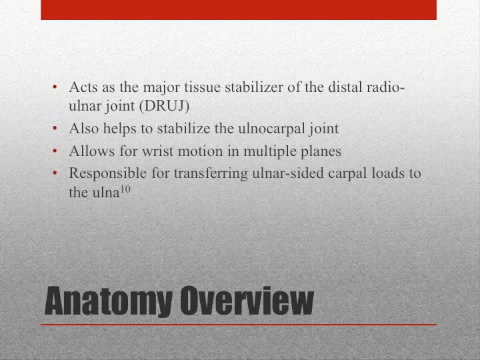 • Acts as the major tissue stabilizer of the distal radio-
ulnar joint (DRUJ)
• Also helps to stabilize the ulnocarpal joint
• Allows for wrist motion in multiple planes
• Responsible for transferring ulnar-sided carpal loads to
the ulna¹⁰
Anatomy Overview